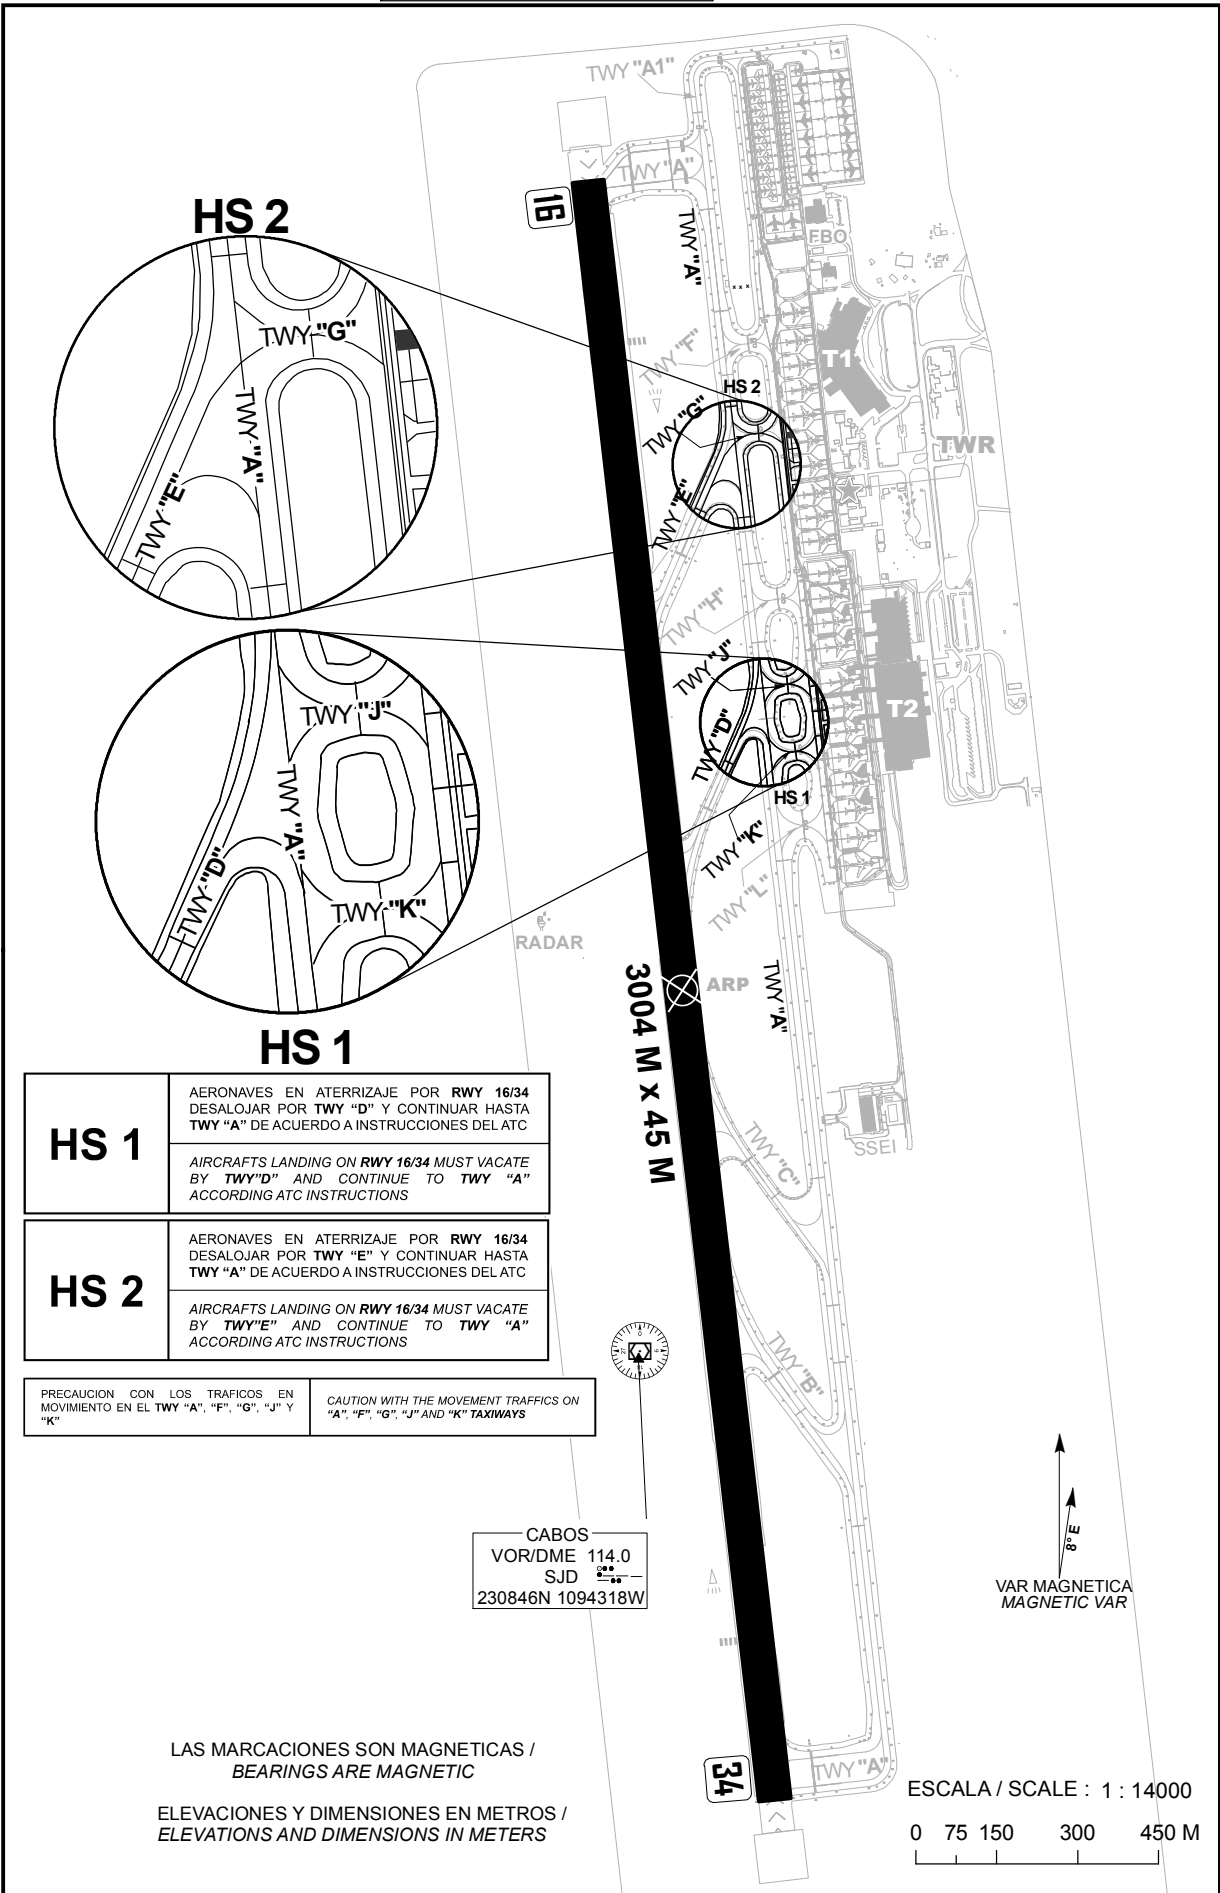 TWY "A1"
TWY "A"
16
HS 2
TWY "A"
FBO
TWY "G"
TWY "A"
TWY "E"
TWY "F"
T1
HS 2
TWY "G"
TWR
TWY "E"
TWY "H"
TWY "J"
TWY "D"
T2
HS 1
TWY "K"
TWY "L"
TWY "J"
TWY "A"
TWY "D"
TWY "K"
HS 1
RADAR
ARP
TWY "A"
3004 M x 45 M
SSEI
TWY "C"
TWY "B"
HS 1
AERONAVES EN ATERRIZAJE POR RWY 16/34
DESALOJAR POR TWY “D” Y CONTINUAR HASTA
TWY “A” DE ACUERDO A INSTRUCCIONES DEL ATC
AIRCRAFTS LANDING ON RWY 16/34 MUST VACATE
BY TWY”D” AND CONTINUE TO TWY “A”
ACCORDING ATC INSTRUCTIONS
HS 2
AERONAVES EN ATERRIZAJE POR RWY 16/34
DESALOJAR POR TWY “E” Y CONTINUAR HASTA
TWY “A” DE ACUERDO A INSTRUCCIONES DEL ATC
AIRCRAFTS LANDING ON RWY 16/34 MUST VACATE
BY TWY”E” AND CONTINUE TO TWY “A”
ACCORDING ATC INSTRUCTIONS
PRECAUCION CON LOS TRAFICOS EN
MOVIMIENTO EN EL TWY “A”, “F”, “G”, “J” Y
“K”
CAUTION WITH THE MOVEMENT TRAFFICS ON
“A”, “F”, “G”, “J” AND “K” TAXIWAYS
CABOS
VOR/DME 114.0
SJD
230846N 1094318W
8° E
VAR MAGNETICA
MAGNETIC VAR
34
TWY "A"
LAS MARCACIONES SON MAGNETICAS /
BEARINGS ARE MAGNETIC
ELEVACIONES Y DIMENSIONES EN METROS /
ELEVATIONS AND DIMENSIONS IN METERS
ESCALA / SCALE : 1 : 14000
0 75 150 300 450 M